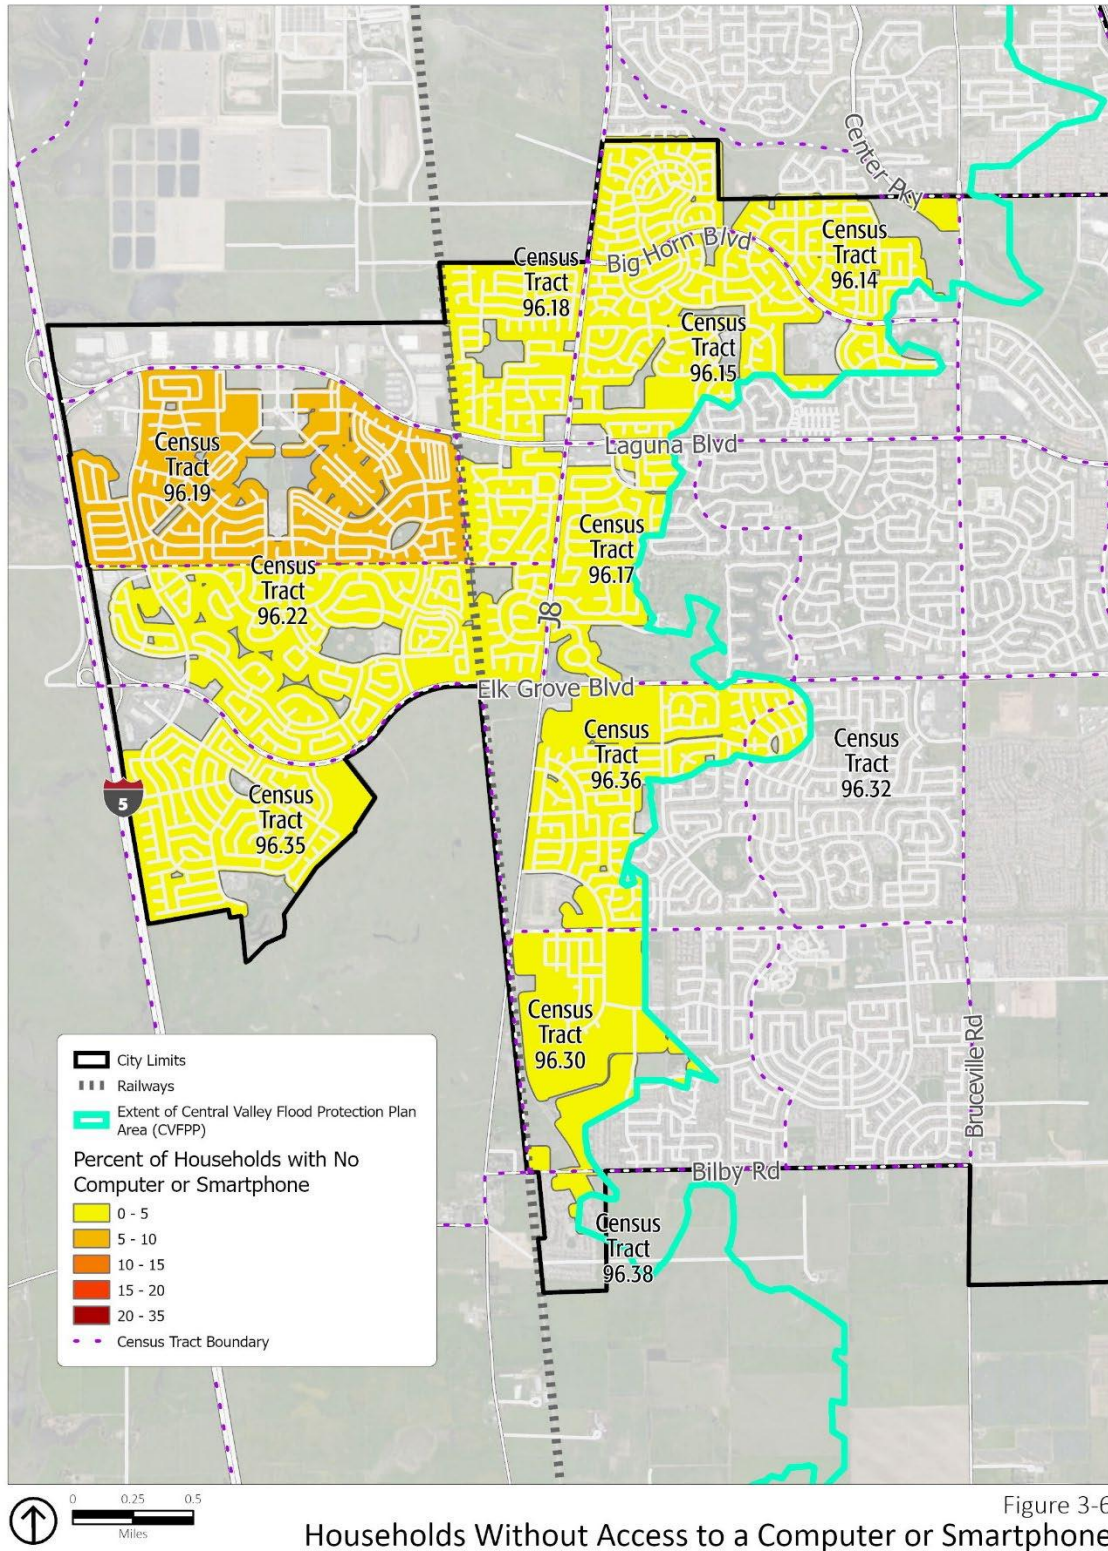 Center Pky
Big Horn Blvd
Census
Tract
96.14
Census
Tract
96.18
Census
Tract
96.15
Laguna Blvd
Census
Tract
96.19
Census
Tract
96.17
Census
Tract
96.22
J8
Elk Grove Blvd
Census
Tract
96.36
Census
Tract
96.32
5
Census
Tract
96.35
Census
Tract
96.30
Bruceville Rd
Bilby Rd
Census
Tract
96.38
City Limits
Railways
Extent of Central Valley Flood Protection Plan
Area (CVFPP)
Percent of Households with No
Computer or Smartphone
0 - 5
5 - 10
10 - 15
15 - 20
20 - 35
Census Tract Boundary
0 0.25 0.5
Miles
Figure 3-6
Households Without Access to a Computer or Smartphone